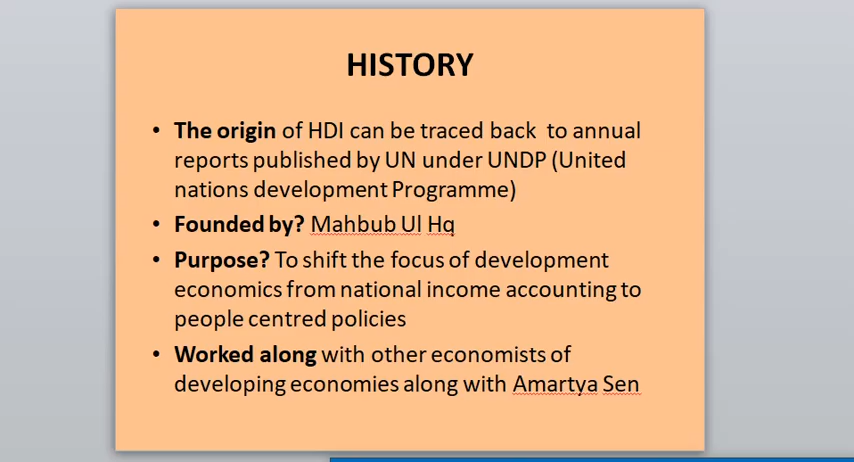 HISTORY
• The origin of HDI can be traced back to annual
reports published by UN under UNDP (United
nations development Programme)
• Founded by? Mahbub Ul Hq
• Purpose? To shift the focus of development
economics from national income accounting to
people centred policies
• Worked along with other economists of
developing economies along with Amartya Sen